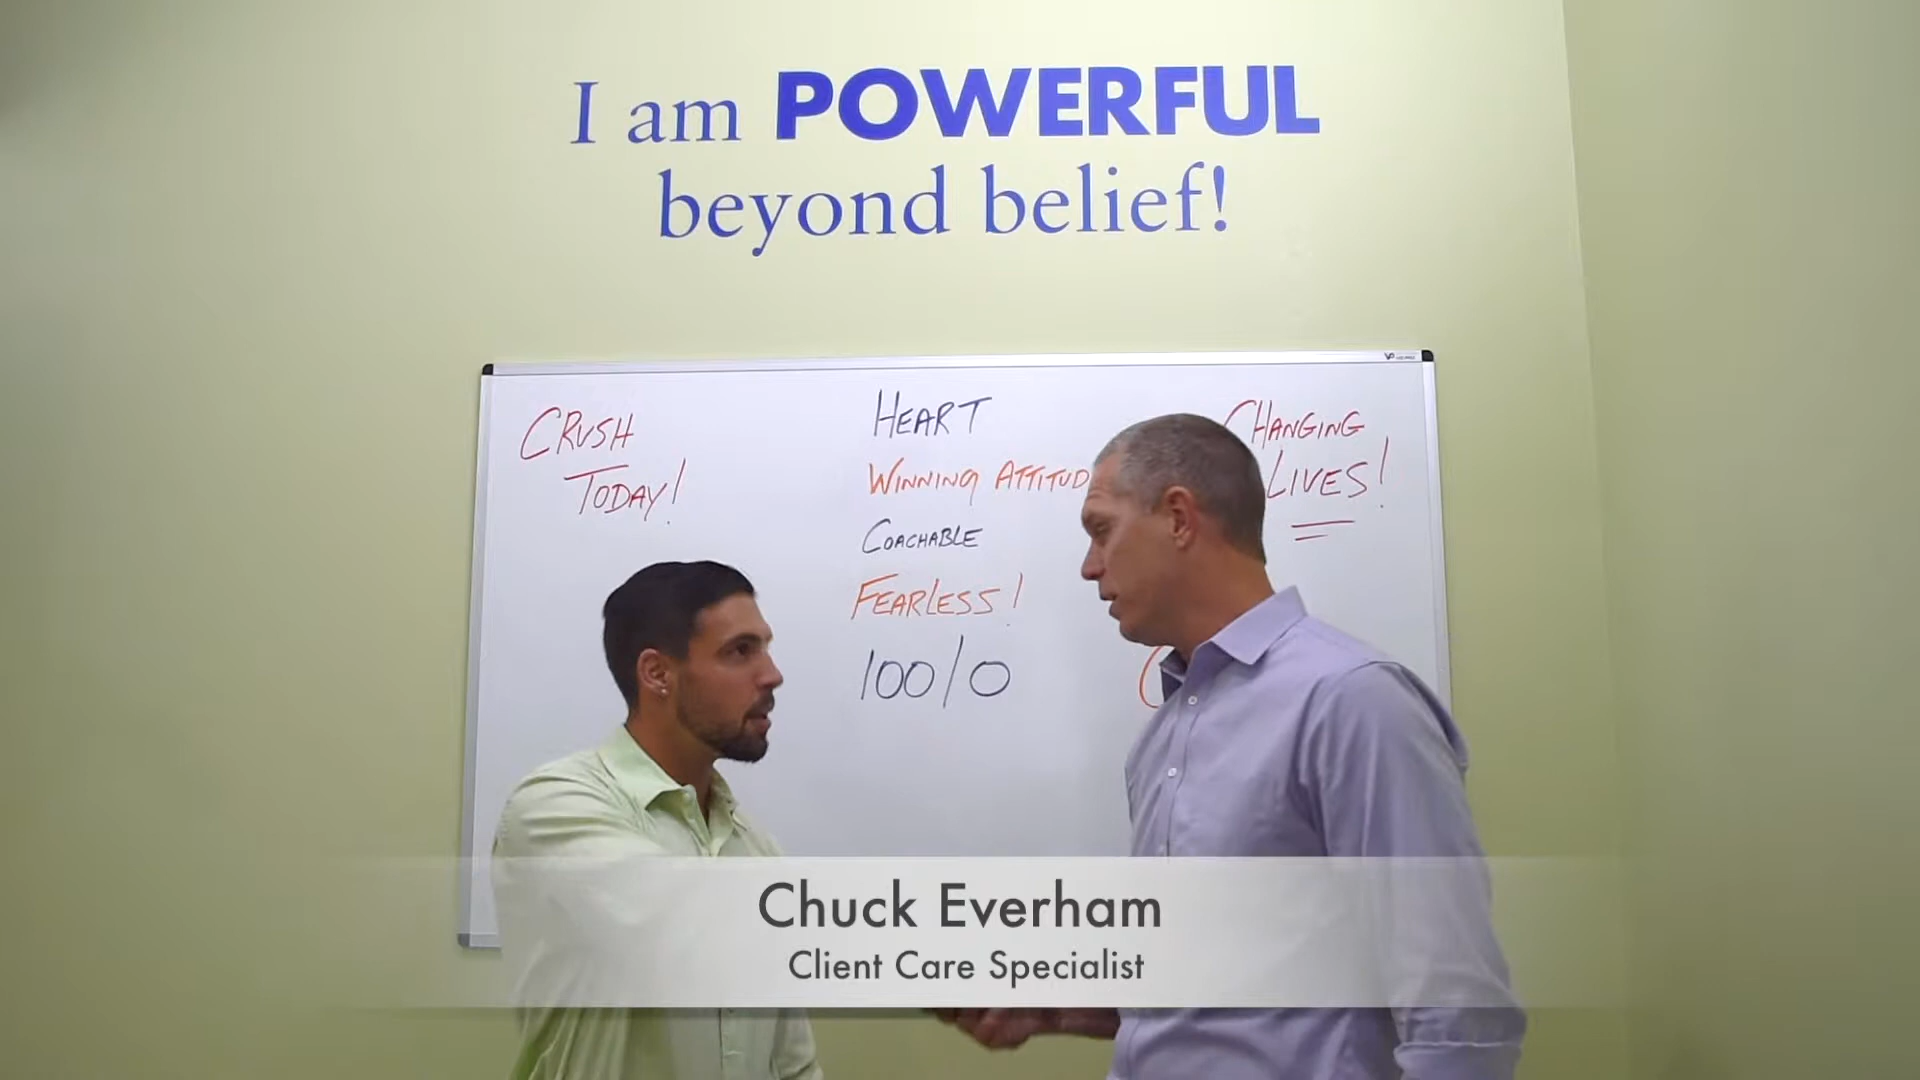 I am POWERFUL
beyond belief!
CRUSH
TODAY!
HEART
WINNING ATTITUD
COACHABLE
FEARLESS!
100/0
CHANGING
LIVES!
Chuck Everham
Client Care Specialist